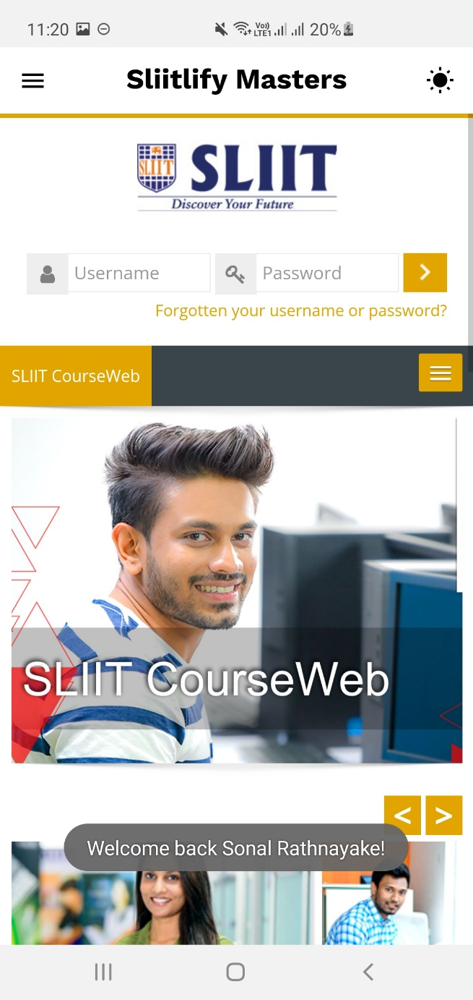 11:20 Vo) LTE1 20%
Sliitlify Masters
SLIIT SLIIT
Discover Your Future
Username Password
Forgotten your username or password?
SLIIT CourseWeb
SLIIT CourseWeb
< >
Welcome back Sonal Rathnayake!